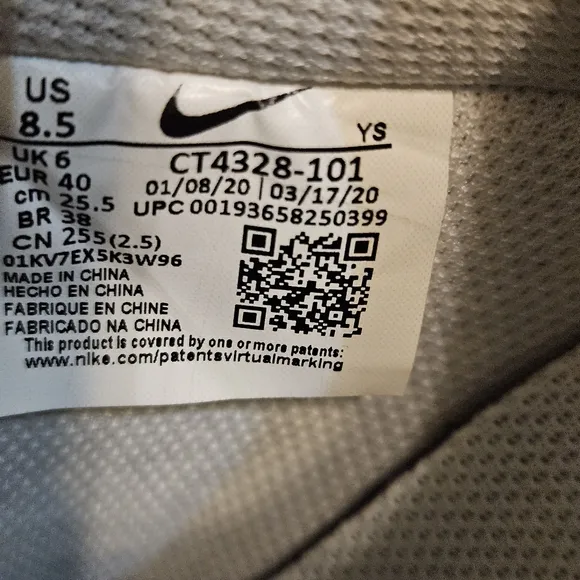 US
8.5
YS
UK 6
EUR 40
cm 25.5
BR 38
CN 255(2.5)
CT4328-101
01/08/20 | 03/17/20
UPC 00193658250399
01KV7EX5K3W96
MADE IN CHINA
HECHO EN CHINA
FABRIQUE EN CHINE
FABRICADO NA CHINA
This product is covered by one or more patents:
www.nike.com/patentsvirtualmarking